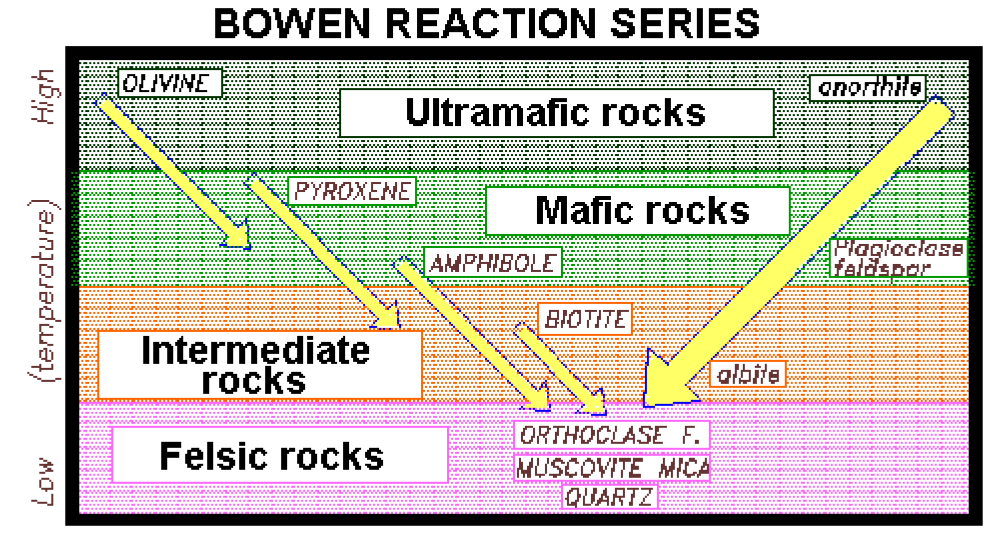 BOWEN REACTION SERIES
High
OLIVINE
anorthite
Ultramafic rocks
PYROXENE
Mafic rocks
(temperature)
AMPHIBOLE
Plagioclase
feldspar
BIOTITE
Intermediate
rocks
albite
ORTHOCLASE F.
Felsic rocks
MUSCOVITE MICA
Low
QUARTZ